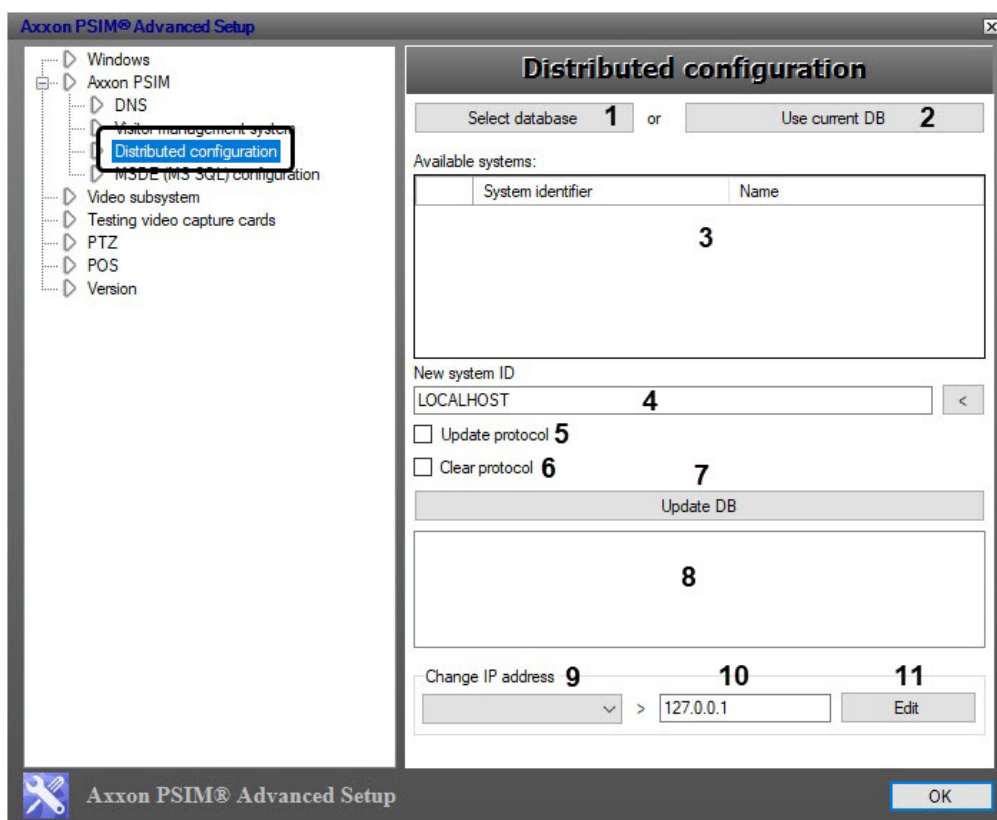 Axxon PSIM® Advanced Setup
Windows
Axxon PSIM
DNS
Visitor management system
Distributed configuration
MSDE (MS SQL) configuration
Video subsystem
Testing video capture cards
PTZ
POS
Version
Distributed configuration
Select database 1 or Use current DB 2
Available systems:
System identifier Name
3
New system ID
LOCALHOST 4 <
Update protocol 5
Clear protocol 6
7
Update DB
8
Change IP address 9 10 11
> 127.0.0.1 Edit
Axxon PSIM® Advanced Setup
OK